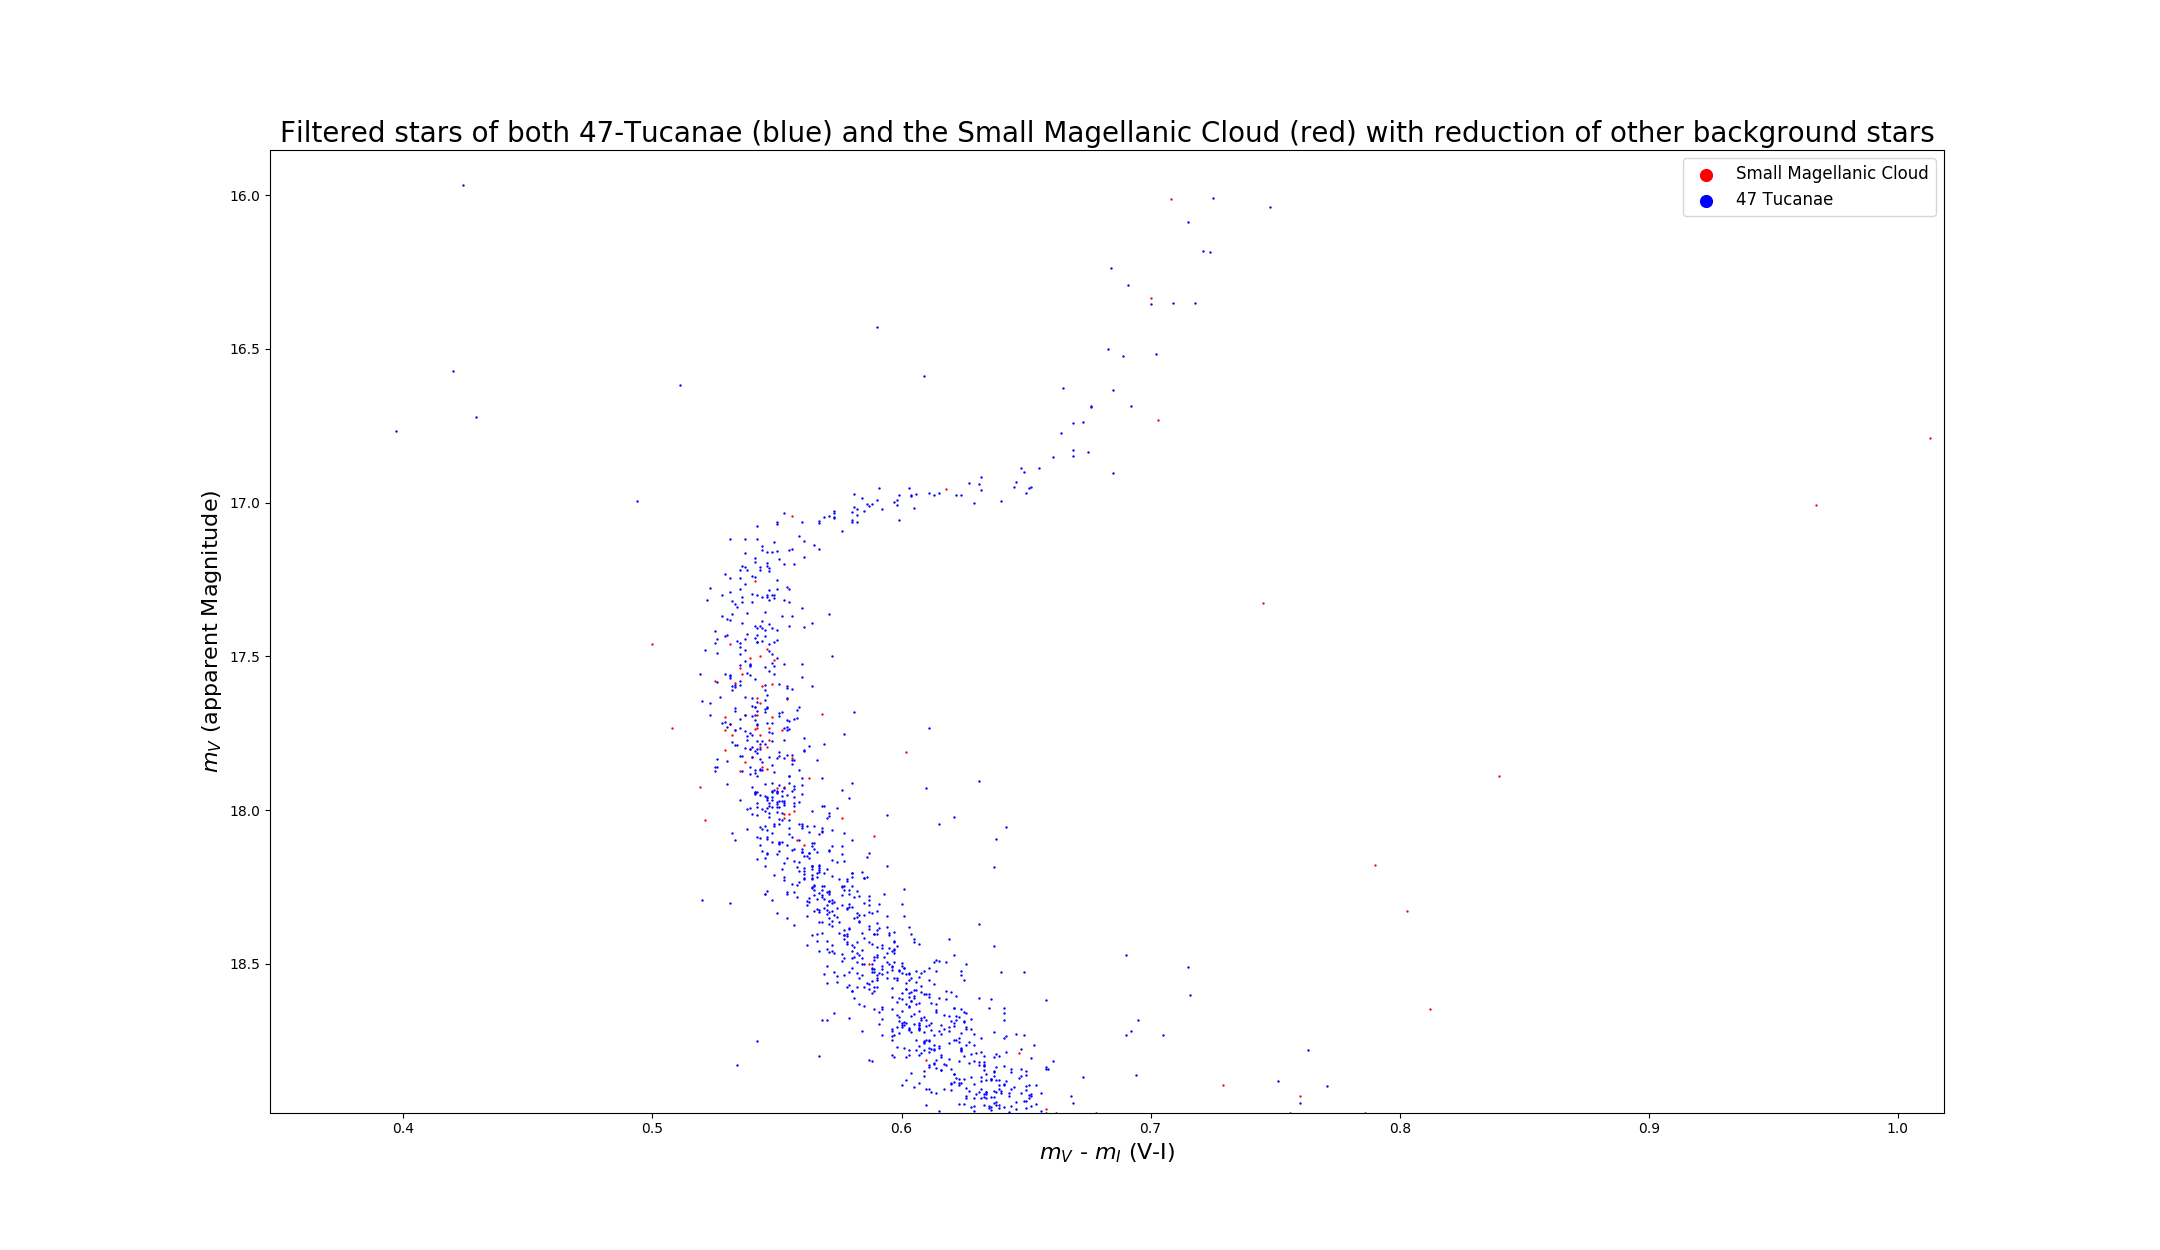 Filtered stars of both 47-Tucanae (blue) and the Small Magellanic Cloud (red) with reduction of other background stars
Small Magellanic Cloud
47 Tucanae
16.0
16.5
17.0
17.5
18.0
18.5
m_V (apparent Magnitude)
0.4 0.5 0.6 0.7 0.8 0.9 1.0
m_V - m_I (V-I)